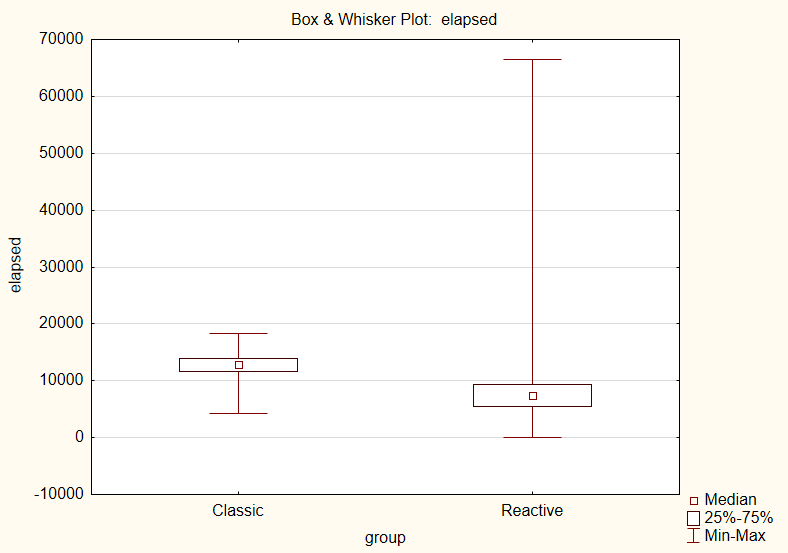 Box & Whisker Plot:  elapsed
70000
60000
50000
40000
30000
20000
10000
0
-10000
elapsed
Classic
Reactive
group
Median
25%-75%
Min-Max